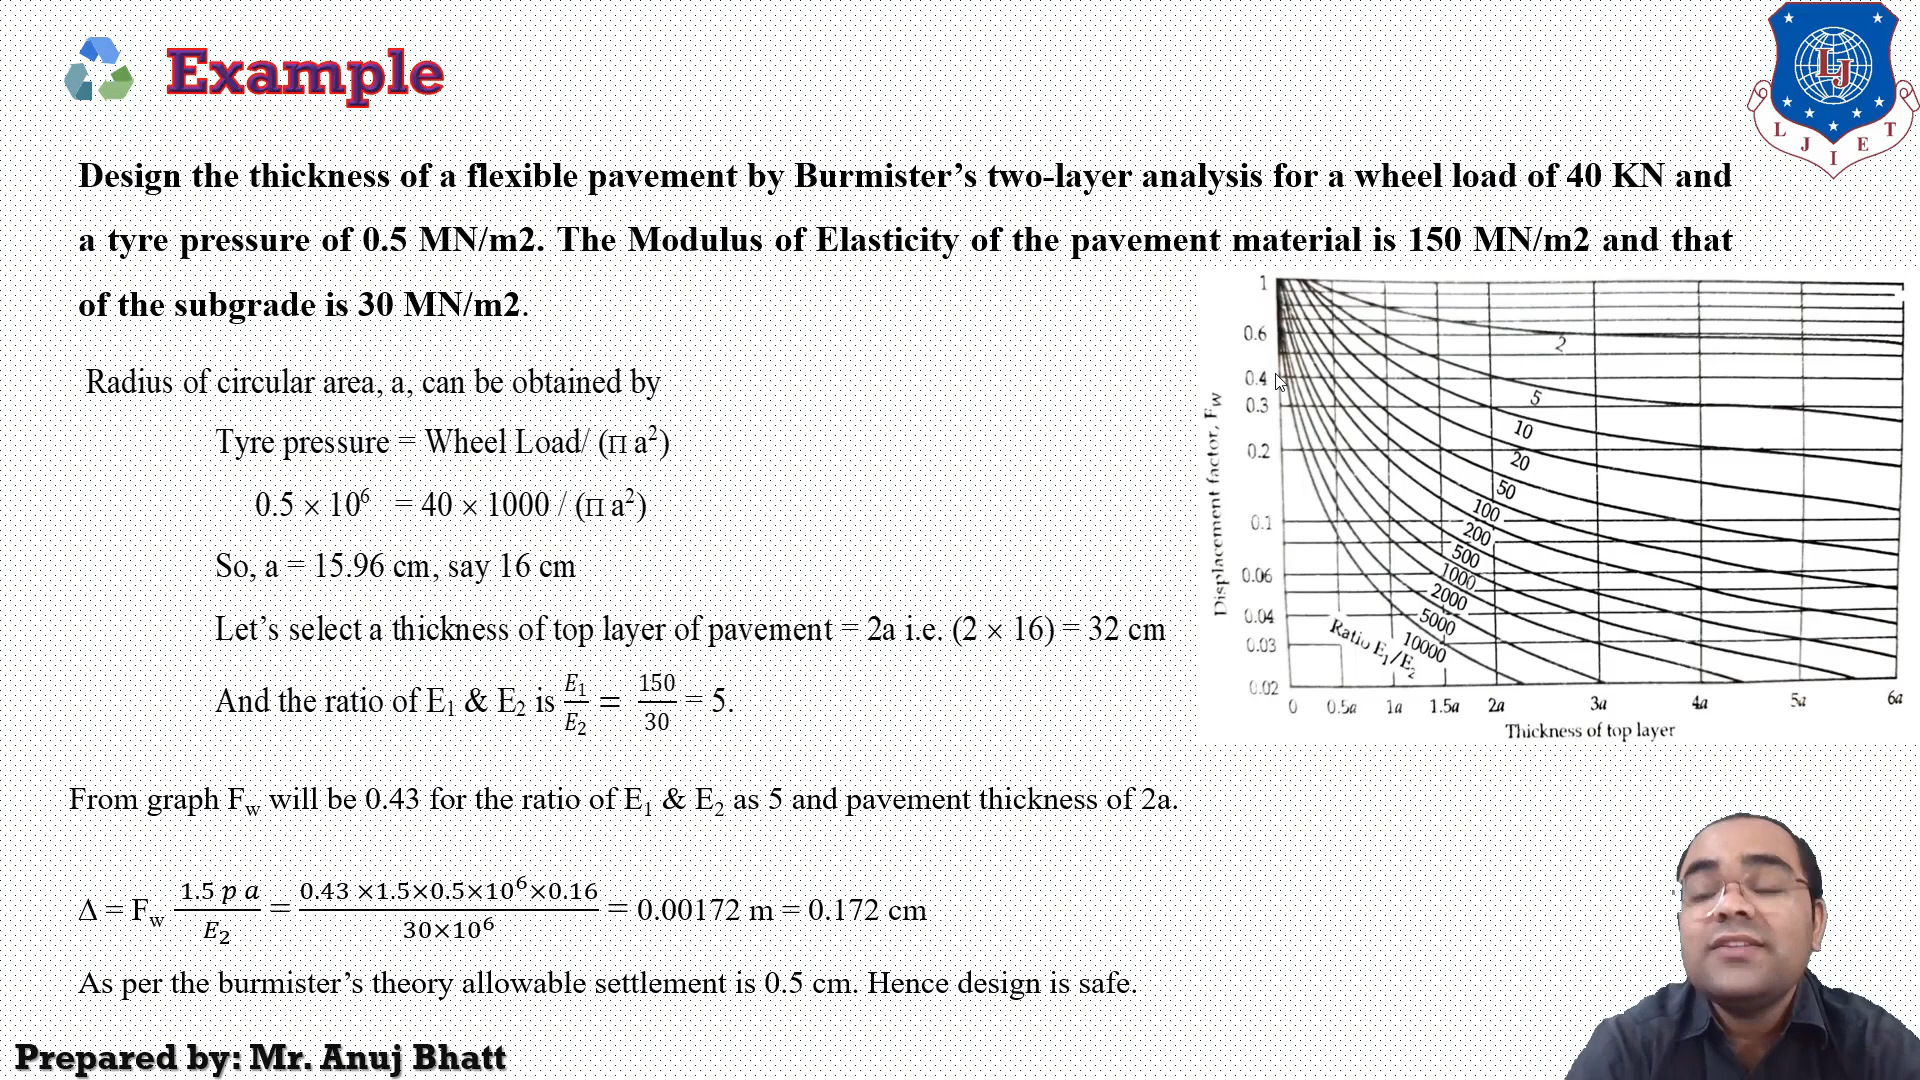 Example
L J I E T
LJ
Design the thickness of a flexible pavement by Burmister’s two-layer analysis for a wheel load of 40 KN and
a tyre pressure of 0.5 MN/m2. The Modulus of Elasticity of the pavement material is 150 MN/m2 and that
of the subgrade is 30 MN/m2.
Radius of circular area, a, can be obtained by
Tyre pressure = Wheel Load/ (Π a²)
0.5 × 10⁶ = 40 × 1000 / (Π a²)
So, a = 15.96 cm, say 16 cm
Let’s select a thickness of top layer of pavement = 2a i.e. (2 × 16) = 32 cm
And the ratio of E₁ & E₂ is E₁/E₂ = 150/30 = 5.
From graph Fw will be 0.43 for the ratio of E₁ & E₂ as 5 and pavement thickness of 2a.
Δ = Fw 1.5 p a / E₂ = 0.43 ×1.5×0.5×10⁶×0.16 / 30×10⁶ = 0.00172 m = 0.172 cm
As per the burmister’s theory allowable settlement is 0.5 cm. Hence design is safe.
Displacement factor, Fw
1
0.6
0.4
0.3
0.2
0.1
0.06
0.04
0.03
0.02
2
5
10
20
50
100
200
500
1000
2000
5000
10000
Ratio E₁/E₂
0 0.5a 1a 1.5a 2a 3a 4a 5a 6a
Thickness of top layer
Prepared by: Mr. Anuj Bhatt